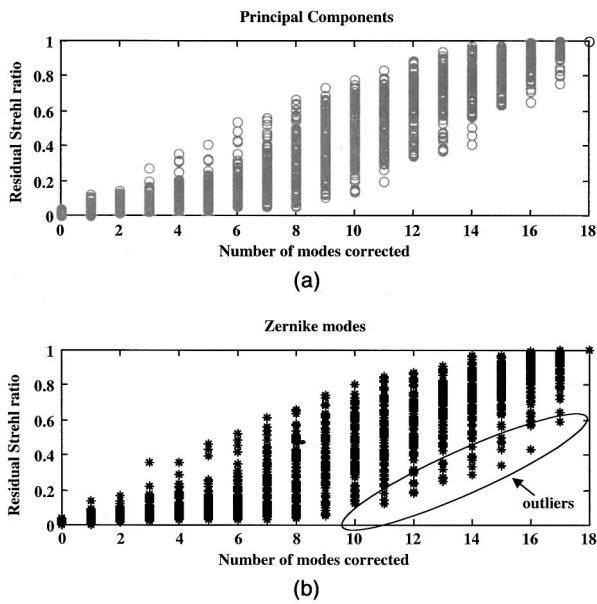 Principal Components
Residual Strehl ratio
1
0.8
0.6
0.4
0.2
0
0 2 4 6 8 10 12 14 16 18
Number of modes corrected
(a)
Zernike modes
Residual Strehl ratio
1
0.8
0.6
0.4
0.2
0
outliers
0 2 4 6 8 10 12 14 16 18
Number of modes corrected
(b)